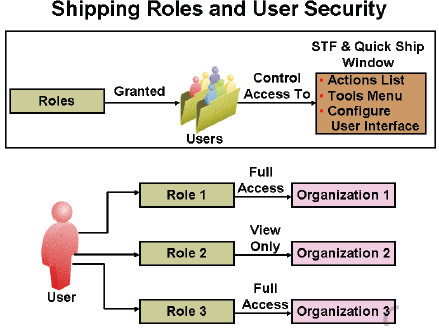 Shipping Roles and User Security
STF & Quick Ship
Window
• Actions List
• Tools Menu
• Configure
User Interface
Roles
Granted
Users
Control
Access To
User
Role 1
Full
Access
Organization 1
Role 2
View
Only
Organization 2
Role 3
Full
Access
Organization 3